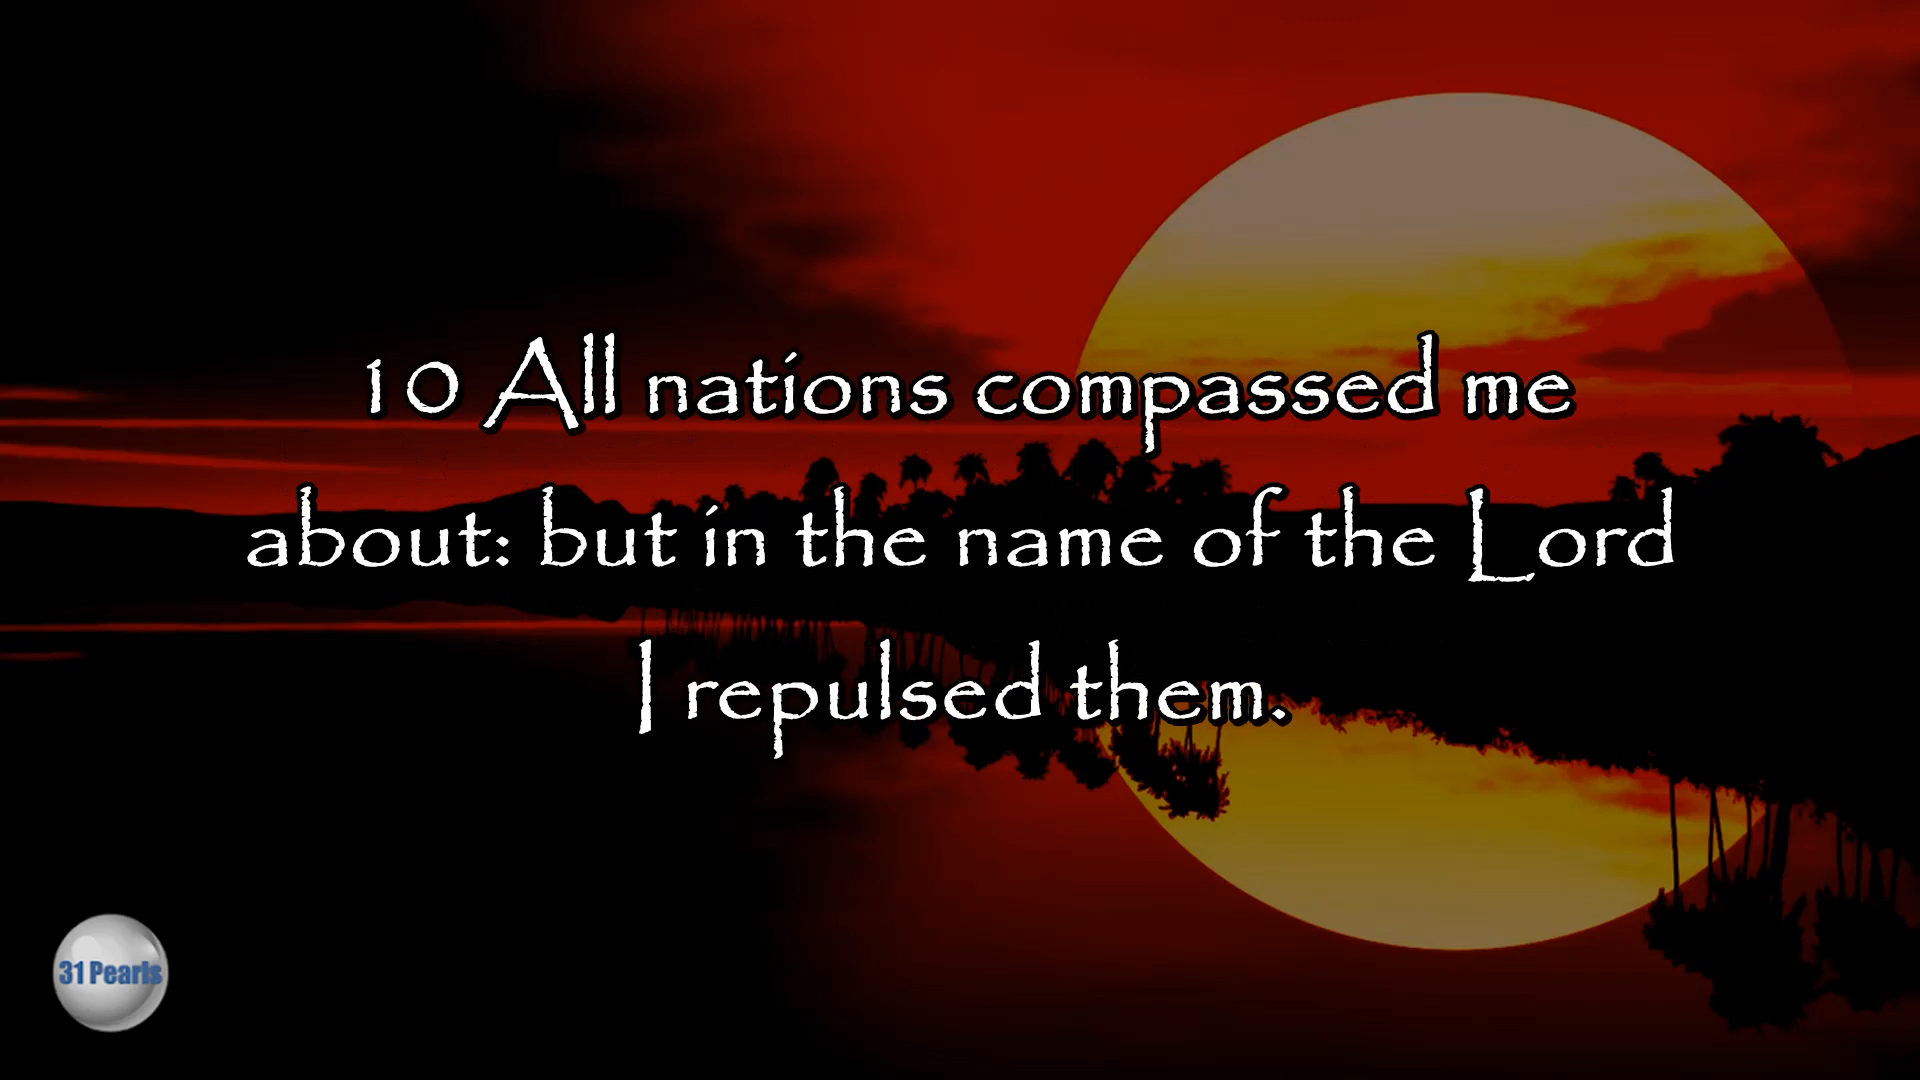 10 All nations compassed me
about: but in the name of the Lord
I repulsed them.
31 Pearls